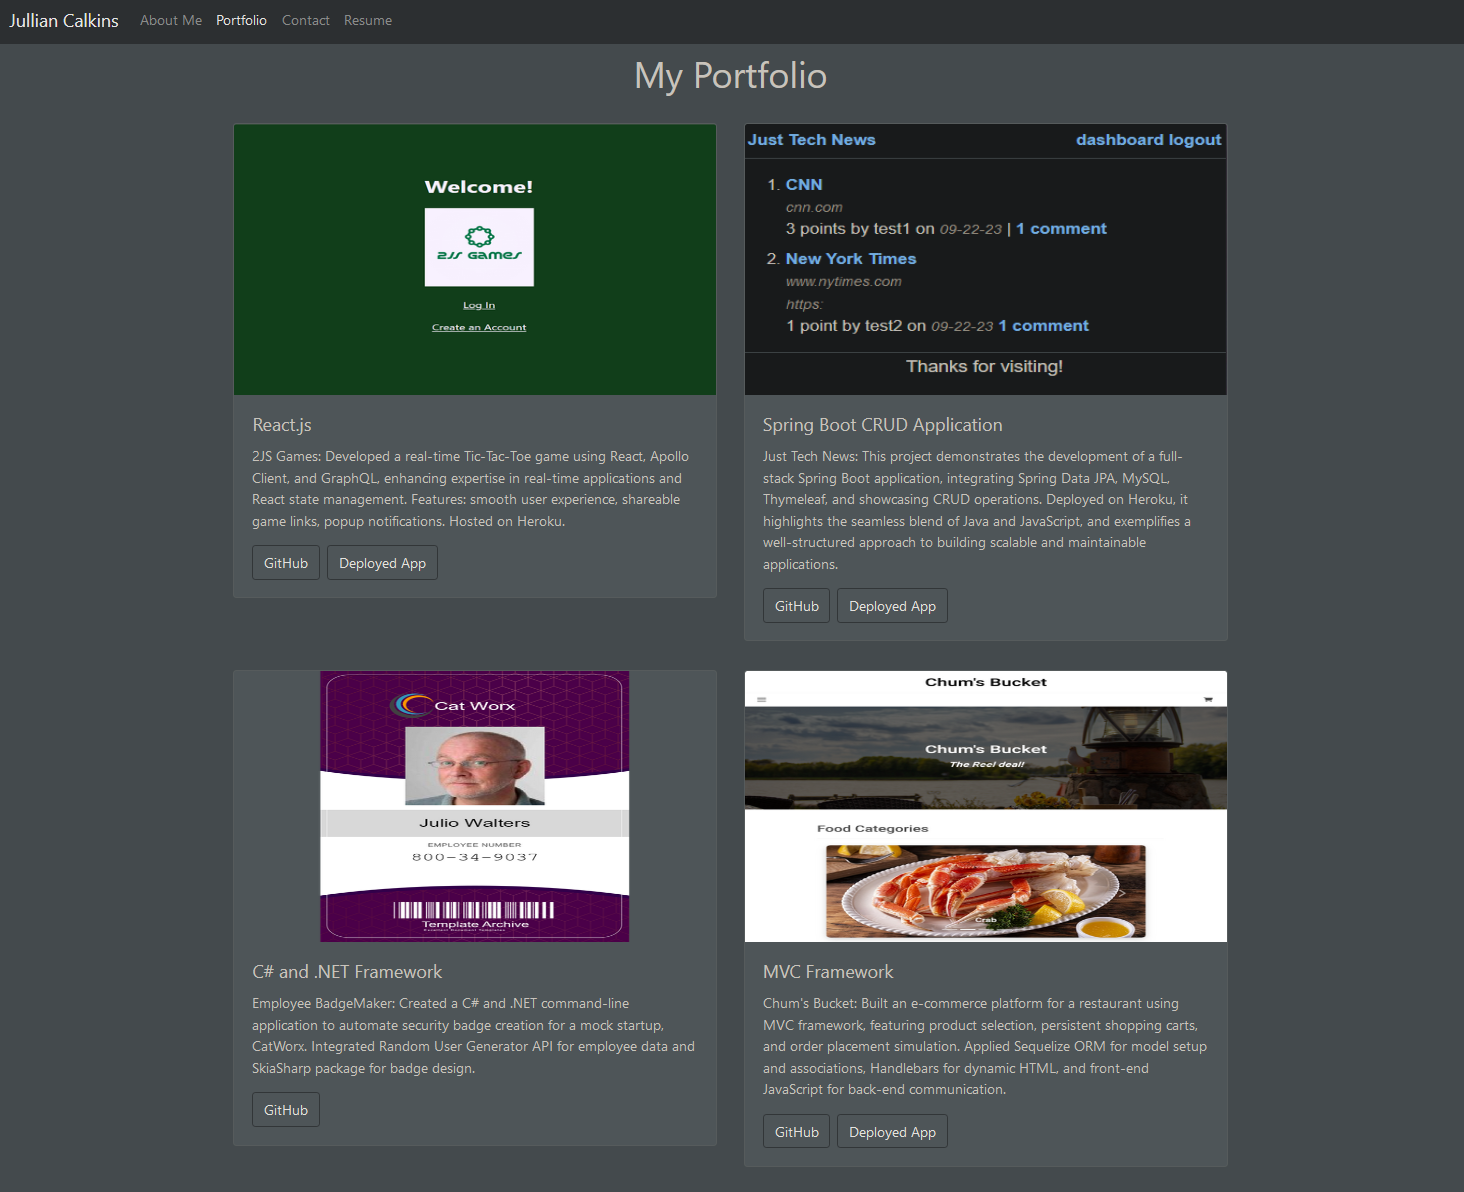 Jullian Calkins About Me Portfolio Contact Resume
My Portfolio
Welcome!
2JS GAMES
Log In
Create an Account
React.js
2JS Games: Developed a real-time Tic-Tac-Toe game using React, Apollo
Client, and GraphQL, enhancing expertise in real-time applications and
React state management. Features: smooth user experience, shareable
game links, popup notifications. Hosted on Heroku.
GitHub Deployed App
Just Tech News dashboard logout
1. CNN
cnn.com
3 points by test1 on 09-22-23 | 1 comment
2. New York Times
www.nytimes.com
https:
1 point by test2 on 09-22-23 1 comment
Thanks for visiting!
Spring Boot CRUD Application
Just Tech News: This project demonstrates the development of a full-
stack Spring Boot application, integrating Spring Data JPA, MySQL,
Thymeleaf, and showcasing CRUD operations. Deployed on Heroku, it
highlights the seamless blend of Java and JavaScript, and exemplifies a
well-structured approach to building scalable and maintainable
applications.
GitHub Deployed App
Cat Worx
Julio Walters
EMPLOYEE NUMBER
800-34-9037
Template Archive
Excellent Document Templates
C# and .NET Framework
Employee BadgeMaker: Created a C# and .NET command-line
application to automate security badge creation for a mock startup,
CatWorx. Integrated Random User Generator API for employee data and
SkiaSharp package for badge design.
GitHub
Chum's Bucket
Chum's Bucket
The Reel deal!
Food Categories
Crab
MVC Framework
Chum's Bucket: Built an e-commerce platform for a restaurant using
MVC framework, featuring product selection, persistent shopping carts,
and order placement simulation. Applied Sequelize ORM for model setup
and associations, Handlebars for dynamic HTML, and front-end
JavaScript for back-end communication.
GitHub Deployed App